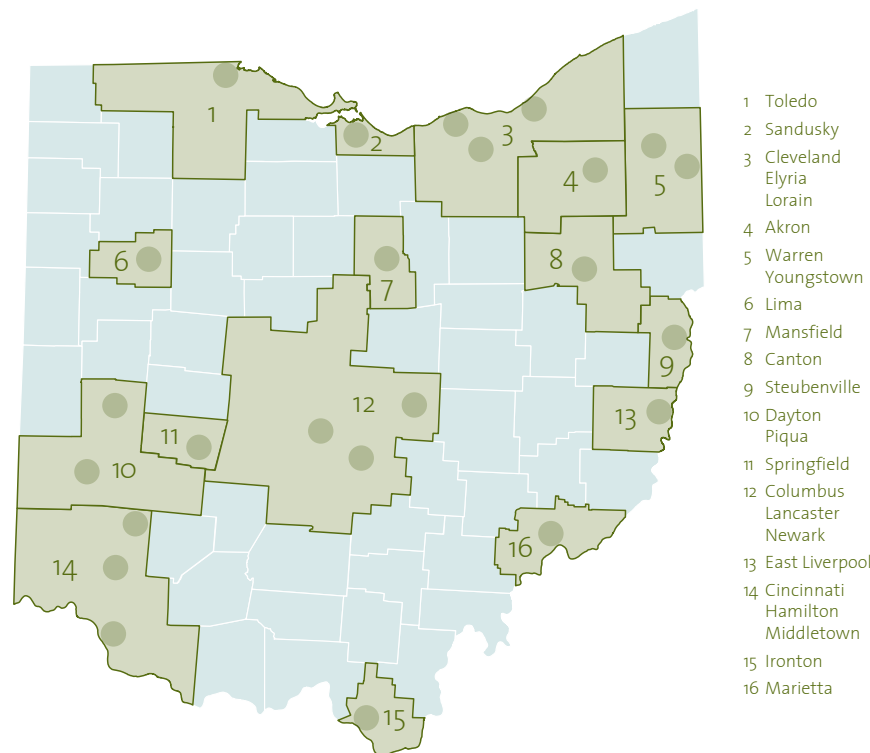 1
2
3
4
5
6
7
8
9
10
11
12
13
14
15
16
1 Toledo
2 Sandusky
3 Cleveland
Elyria
Lorain
4 Akron
5 Warren
Youngstown
6 Lima
7 Mansfield
8 Canton
9 Steubenville
10 Dayton
Piqua
11 Springfield
12 Columbus
Lancaster
Newark
13 East Liverpool
14 Cincinnati
Hamilton
Middletown
15 Ironton
16 Marietta